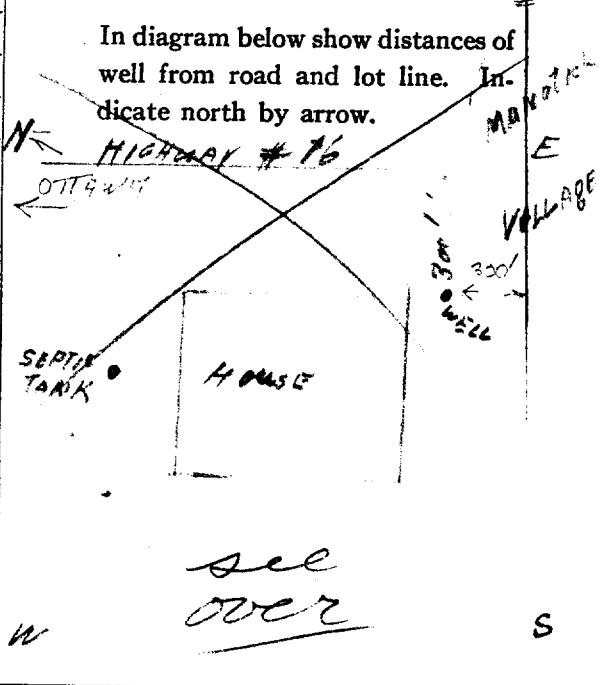 In diagram below show distances of
well from road and lot line. In-
dicate north by arrow.
N
HIGHWAY # 16
MANOTICK
E
OTTAWA
VILLAGE
300'
WELL
SEPTIC
TANK
HOUSE
see
over
W
S